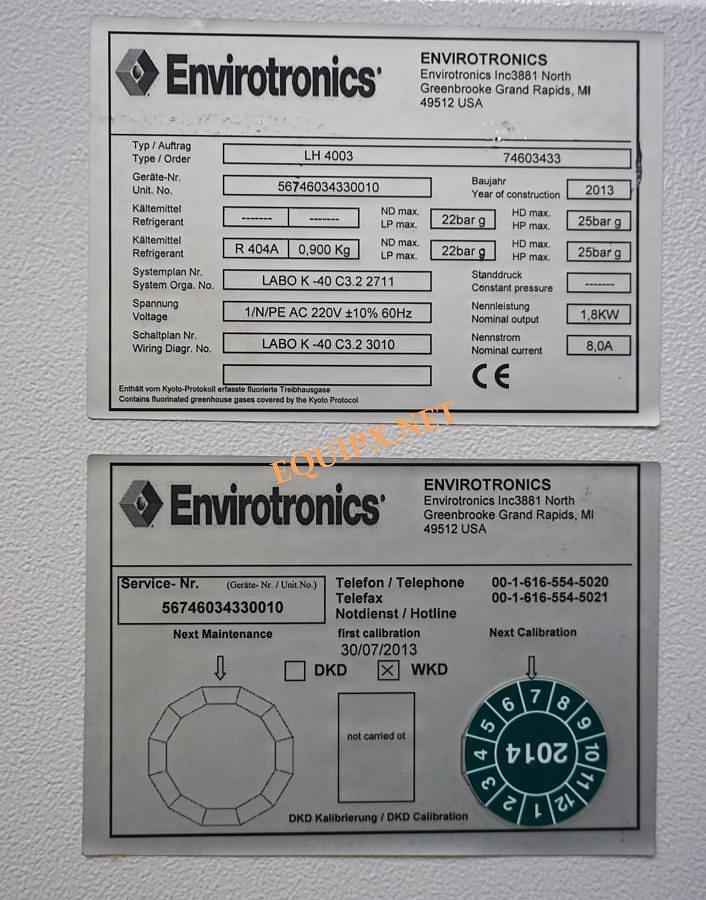 Envirotronics
ENVIROTRONICS
Envirotronics Inc3881 North
Greenbrooke Grand Rapids, MI
49512 USA
Typ / Auftrag
Type / Order
LH 4003 74603433
Geräte-Nr.
Unit. No.
56746034330010
Baujahr
Year of construction
2013
Kältemittel
Refrigerant
------- -------
ND max.
LP max.
22bar g
HD max.
HP max.
25bar g
Kältemittel
Refrigerant
R 404A 0,900 Kg
ND max.
LP max.
22bar g
HD max.
HP max.
25bar g
Systemplan Nr.
System Orga. No.
LABO K -40 C3.2 2711
Standdruck
Constant pressure
-------
Spannung
Voltage
1/N/PE AC 220V ±10% 60Hz
Nennleistung
Nominal output
1,8KW
Schaltplan Nr.
Wiring Diagr. No.
LABO K -40 C3.2 3010
Nennstrom
Nominal current
8,0A
CE
Enthält vom Kyoto-Protokoll erfasste fluorierte Treibhausgase
Contains fluorinated greenhouse gases covered by the Kyoto Protocol
EQUIPX.NET
Envirotronics
ENVIROTRONICS
Envirotronics Inc3881 North
Greenbrooke Grand Rapids, MI
49512 USA
Service- Nr. (Geräte- Nr. / Unit.No.)
56746034330010
Telefon / Telephone 00-1-616-554-5020
Telefax 00-1-616-554-5021
Notdienst / Hotline
Next Maintenance
first calibration
30/07/2013
Next Calibration
DKD WKD
not carried ot
1 2 3 4 5 6 7 8 9 10 11 12
2014
DKD Kalibrierung / DKD Calibration